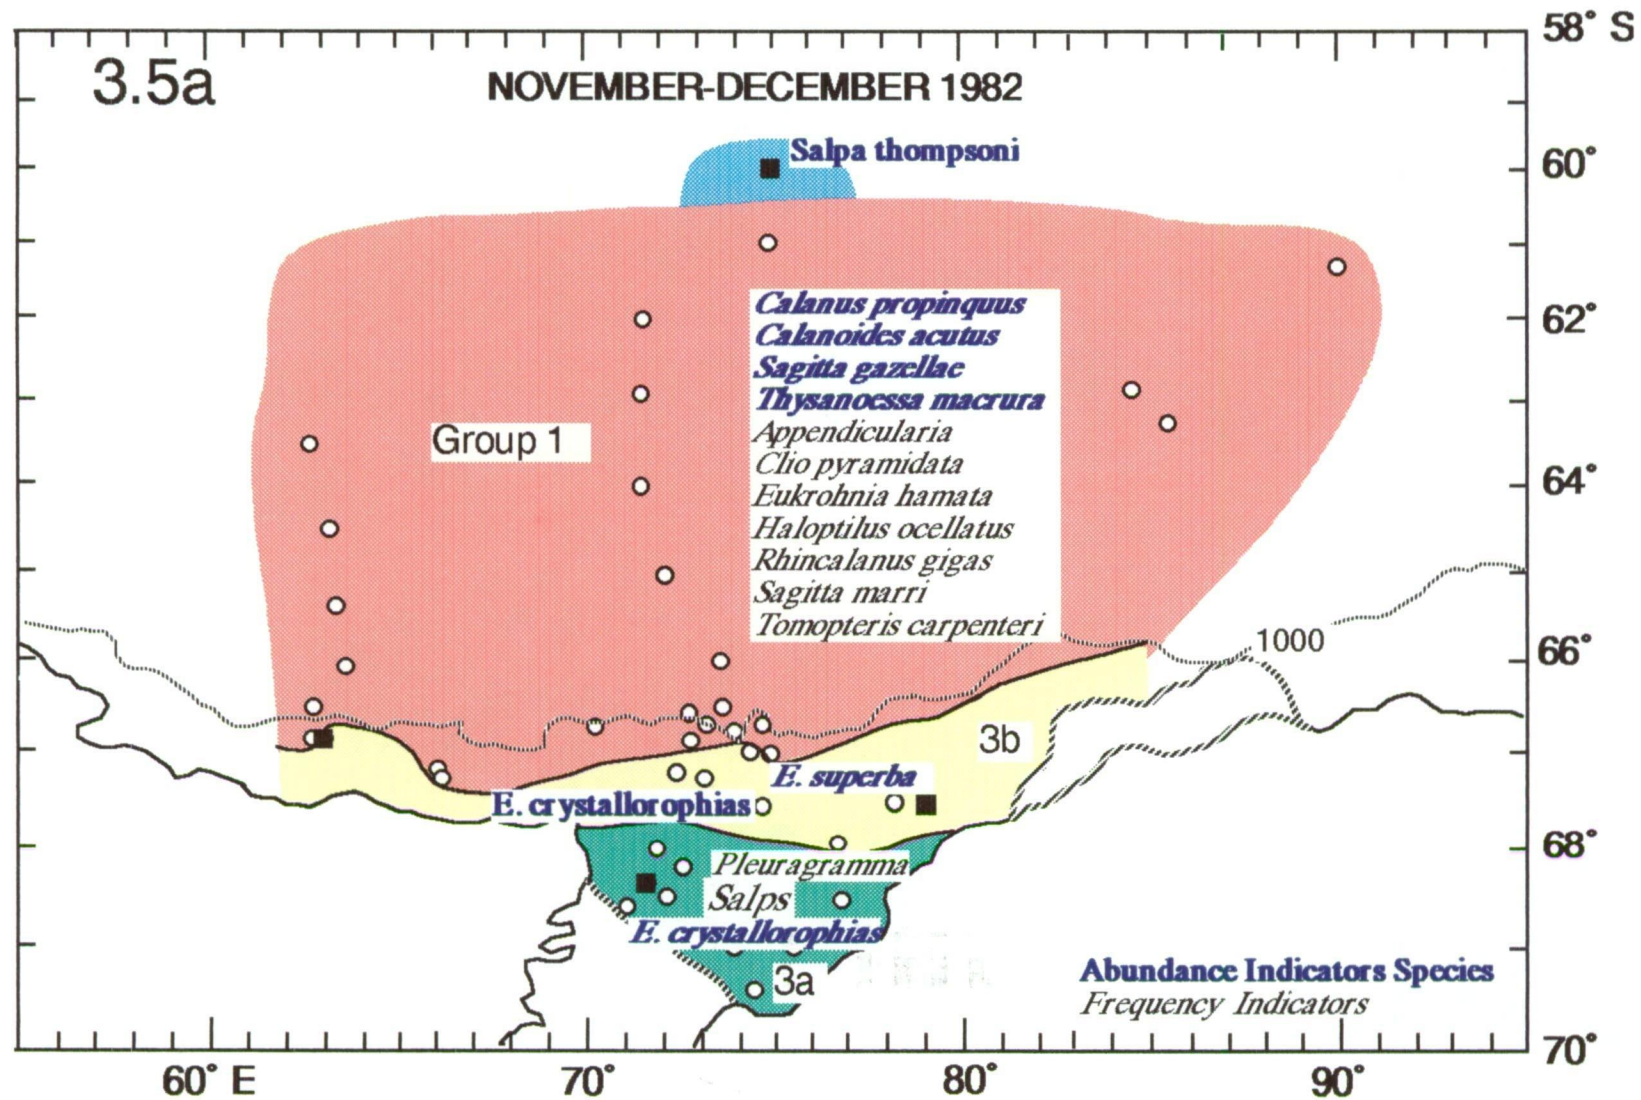 3.5a
NOVEMBER-DECEMBER 1982
58° S
Salpa thompsoni
60°
Calanus propinquus
Calanoides acutus
Sagitta gazellae
Thysanoessa macrura
Appendicularia
Clio pyramidata
Eukrohnia hamata
Haloptilus ocellatus
Rhincalanus gigas
Sagitta marri
Tomopteris carpenteri
Group 1
62°
64°
66°
1000
3b
E. superba
E. crystallorophias
68°
Pleuragramma
Salps
E. crystallorophias
3a
Abundance Indicators Species
Frequency Indicators
70°
60° E
70°
80°
90°